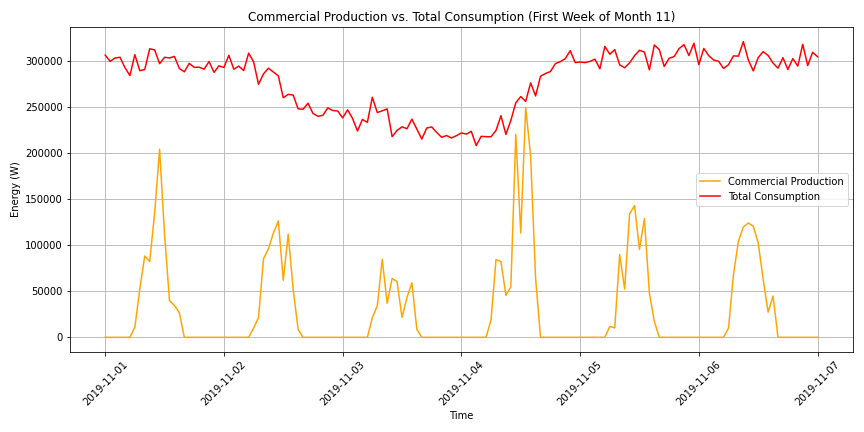 Commercial Production vs. Total Consumption (First Week of Month 11)
Energy (W)
300000
250000
200000
150000
100000
50000
0
Commercial Production
Total Consumption
2019-11-01
2019-11-02
2019-11-03
2019-11-04
2019-11-05
2019-11-06
2019-11-07
Time